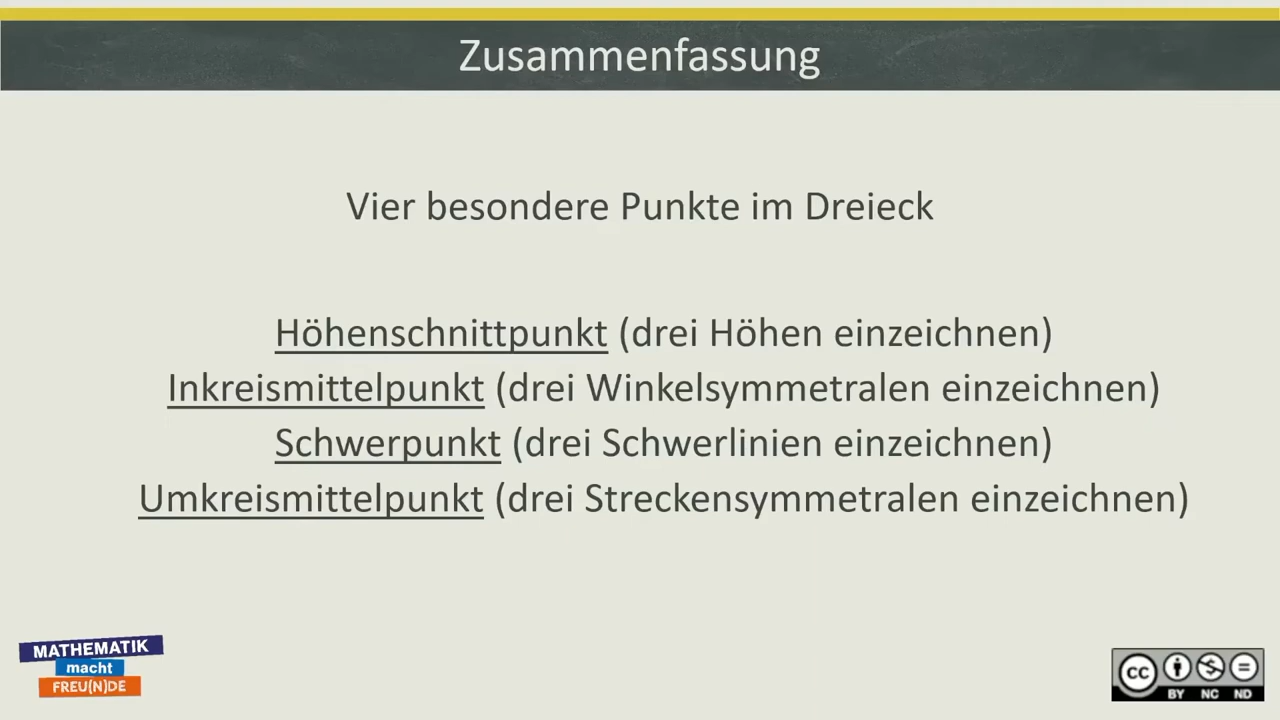 Zusammenfassung
Vier besondere Punkte im Dreieck
Höhenschnittpunkt (drei Höhen einzeichnen)
Inkreismittelpunkt (drei Winkelsymmetralen einzeichnen)
Schwerpunkt (drei Schwerlinien einzeichnen)
Umkreismittelpunkt (drei Streckensymmetralen einzeichnen)
MATHEMATIK
macht
FREU(N)DE
cc
BY NC ND